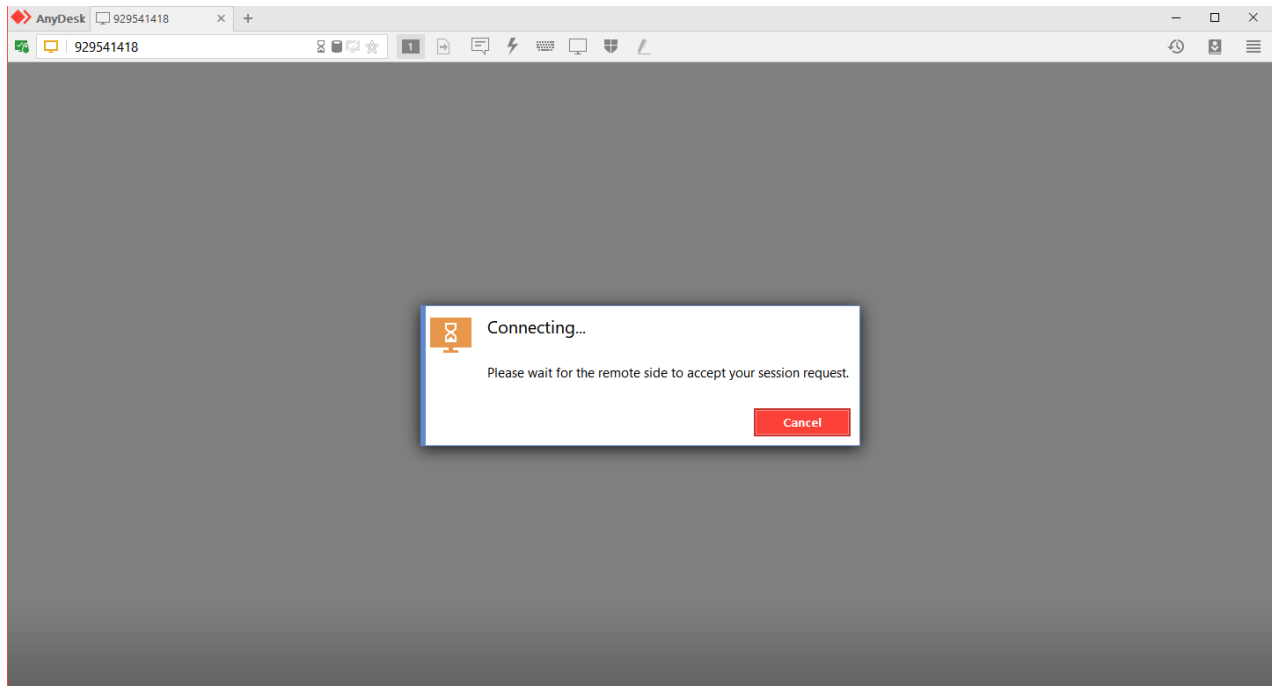 AnyDesk 929541418
929541418 1
Connecting...
Please wait for the remote side to accept your session request.
Cancel